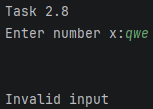 Task 2.8
Enter number x:qwe
Invalid input